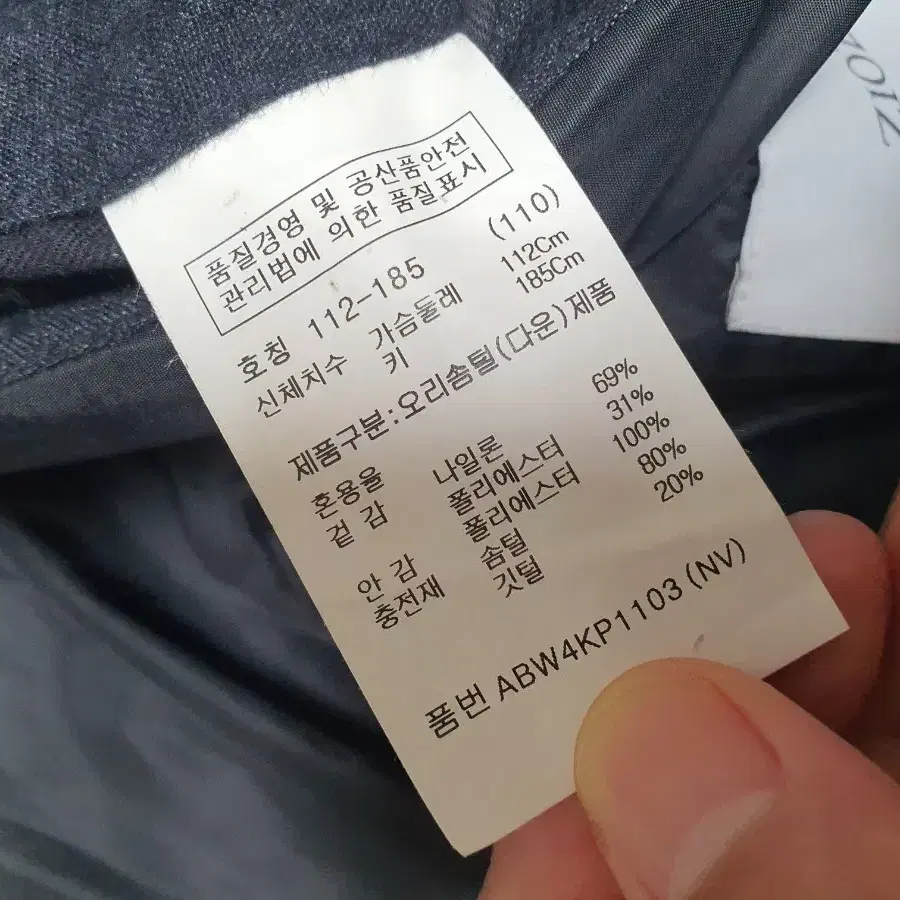 품질경영 및 공산품안전
관리법에 의한 품질표시
호칭 112-185 (110)
신체치수 가슴둘레 112Cm
키 185Cm
제품구분:오리솜털(다운)제품
혼용율
겉 감 나일론 69%
폴리에스터 31%
안 감 폴리에스터 100%
충전재 솜털 80%
깃털 20%
품번 ABW4KP1103(NV)